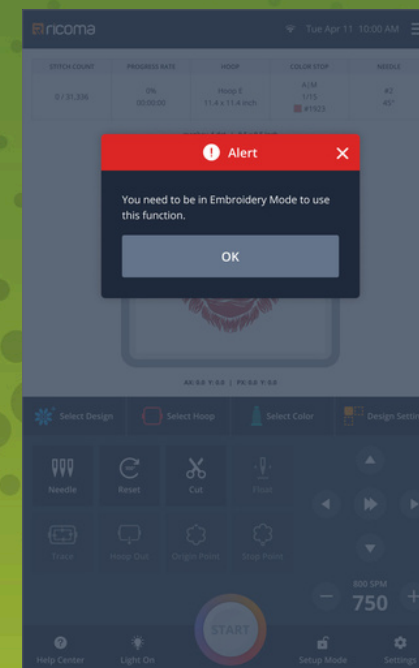 ricoma
Tue Apr 11 10:00 AM
STITCH COUNT PROGRESS RATE HOOP COLOR STOP NEEDLE
0 / 31,396 0% Hoop E A|M #2
00:00:00 11.4 x 11.4 inch 1/15 45°
#1623
Alert
You need to be in Embroidery Mode to use
this function.
OK
Select Design Select Hoop Select Color Design Settin
Needle Reset Cut Float
Trace Hoop Out Origin Point Stop Point
800 SPM
750
START
Help Center Light On Setup Mode Settings